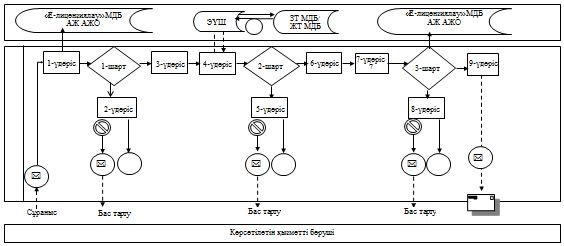 «Е-лицензиялау»МДБ
АЖ АЖО
ЭҮШ
ЗТ МДБ/
ЖТ МДБ
«Е-лицензиялау»МДБ
АЖ АЖО
1-үдеріс
1-шарт
3-үдеріс
4-үдеріс
2-шарт
6-үдеріс
7-үдеріс
7
3-шарт
9-үдеріс
2-үдеріс
5-үдеріс
8-үдеріс
Сұраныс
Бас тарту
Бас тарту
Бас тарту
Көрсетілетін қызметті беруші